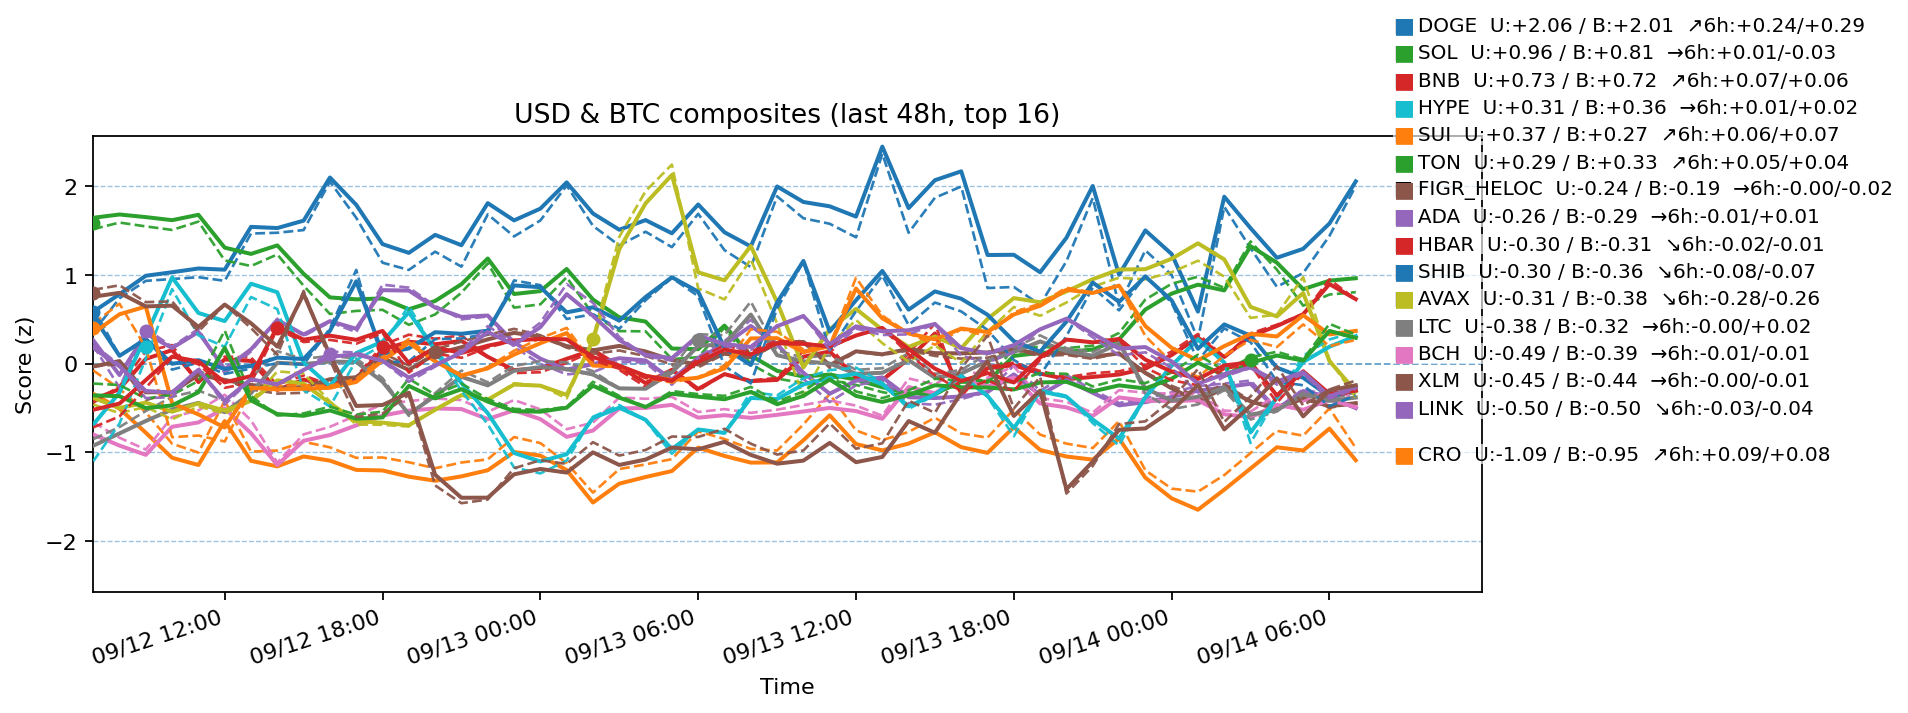 DOGE U:+2.06 / B:+2.01 ↗6h:+0.24/+0.29
SOL U:+0.96 / B:+0.81 →6h:+0.01/-0.03
BNB U:+0.73 / B:+0.72 ↗6h:+0.07/+0.06
HYPE U:+0.31 / B:+0.36 →6h:+0.01/+0.02
USD & BTC composites (last 48h, top 16)
SUI U:+0.37 / B:+0.27 ↗6h:+0.06/+0.07
TON U:+0.29 / B:+0.33 ↗6h:+0.05/+0.04
FIGR_HELOC U:-0.24 / B:-0.19 →6h:-0.00/-0.02
ADA U:-0.26 / B:-0.29 →6h:-0.01/+0.01
HBAR U:-0.30 / B:-0.31 ↘6h:-0.02/-0.01
SHIB U:-0.30 / B:-0.36 ↘6h:-0.08/-0.07
AVAX U:-0.31 / B:-0.38 ↘6h:-0.28/-0.26
LTC U:-0.38 / B:-0.32 →6h:-0.00/+0.02
BCH U:-0.49 / B:-0.39 →6h:-0.01/-0.01
XLM U:-0.45 / B:-0.44 →6h:-0.00/-0.01
LINK U:-0.50 / B:-0.50 ↘6h:-0.03/-0.04
CRO U:-1.09 / B:-0.95 ↗6h:+0.09/+0.08
Score (z)
2
1
0
−1
−2
09/12 12:00
09/12 18:00
09/13 00:00
09/13 06:00
09/13 12:00
09/13 18:00
09/14 00:00
09/14 06:00
Time